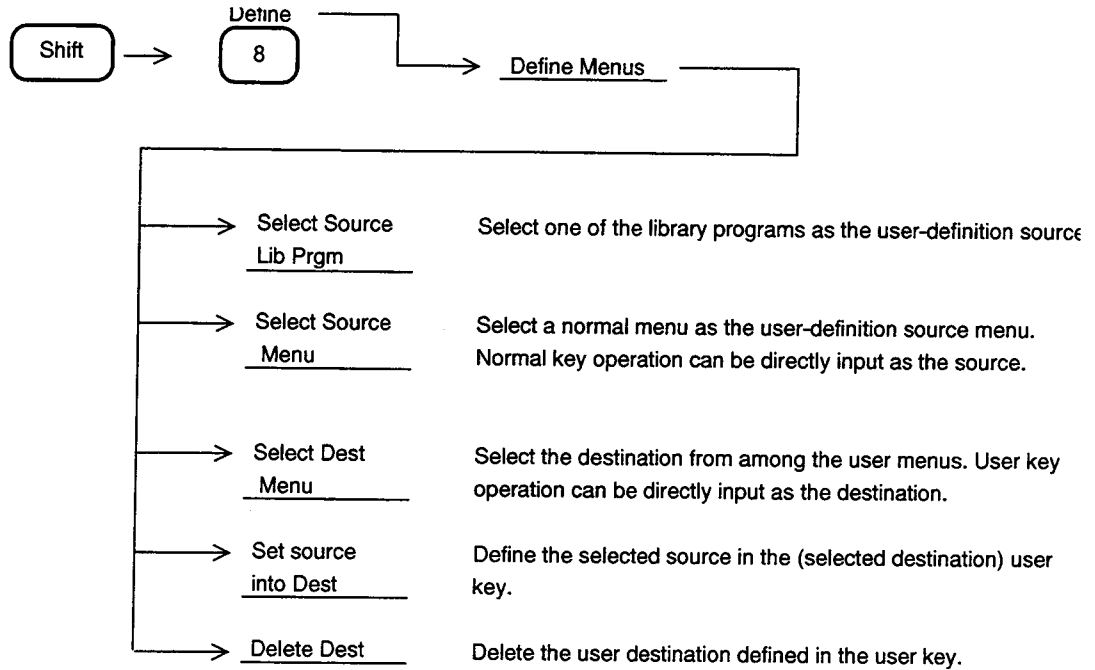 Define
Shift
8
Define Menus
Select Source
Lib Prgm
Select one of the library programs as the user-definition source
Select Source
Menu
Select a normal menu as the user-definition source menu.
Normal key operation can be directly input as the source.
Select Dest
Menu
Select the destination from among the user menus. User key
operation can be directly input as the destination.
Set source
into Dest
Define the selected source in the (selected destination) user
key.
Delete Dest
Delete the user destination defined in the user key.